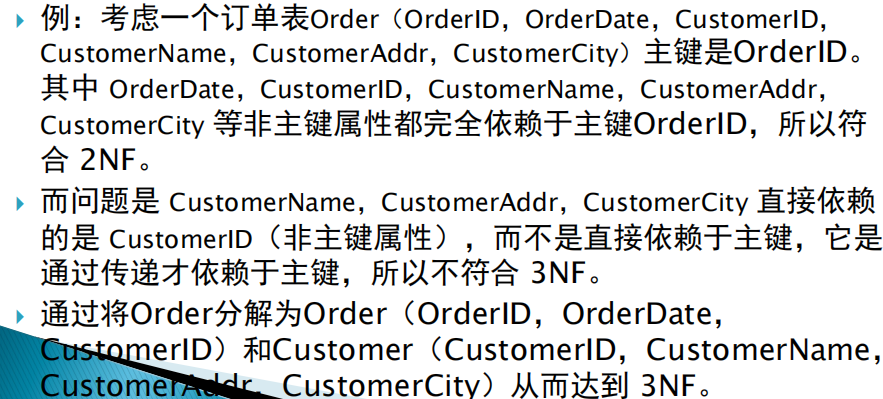 例：考虑一个订单表Order（OrderID，OrderDate，CustomerID，
CustomerName，CustomerAddr，CustomerCity）主键是OrderID。
其中 OrderDate，CustomerID，CustomerName，CustomerAddr，
CustomerCity 等非主键属性都完全依赖于主键OrderID，所以符
合 2NF。
而问题是 CustomerName，CustomerAddr，CustomerCity 直接依赖
的是 CustomerID（非主键属性），而不是直接依赖于主键，它是
通过传递才依赖于主键，所以不符合 3NF。
通过将Order分解为Order（OrderID，OrderDate，
CustomerID）和Customer（CustomerID，CustomerName，
CustomerAddr，CustomerCity）从而达到 3NF。